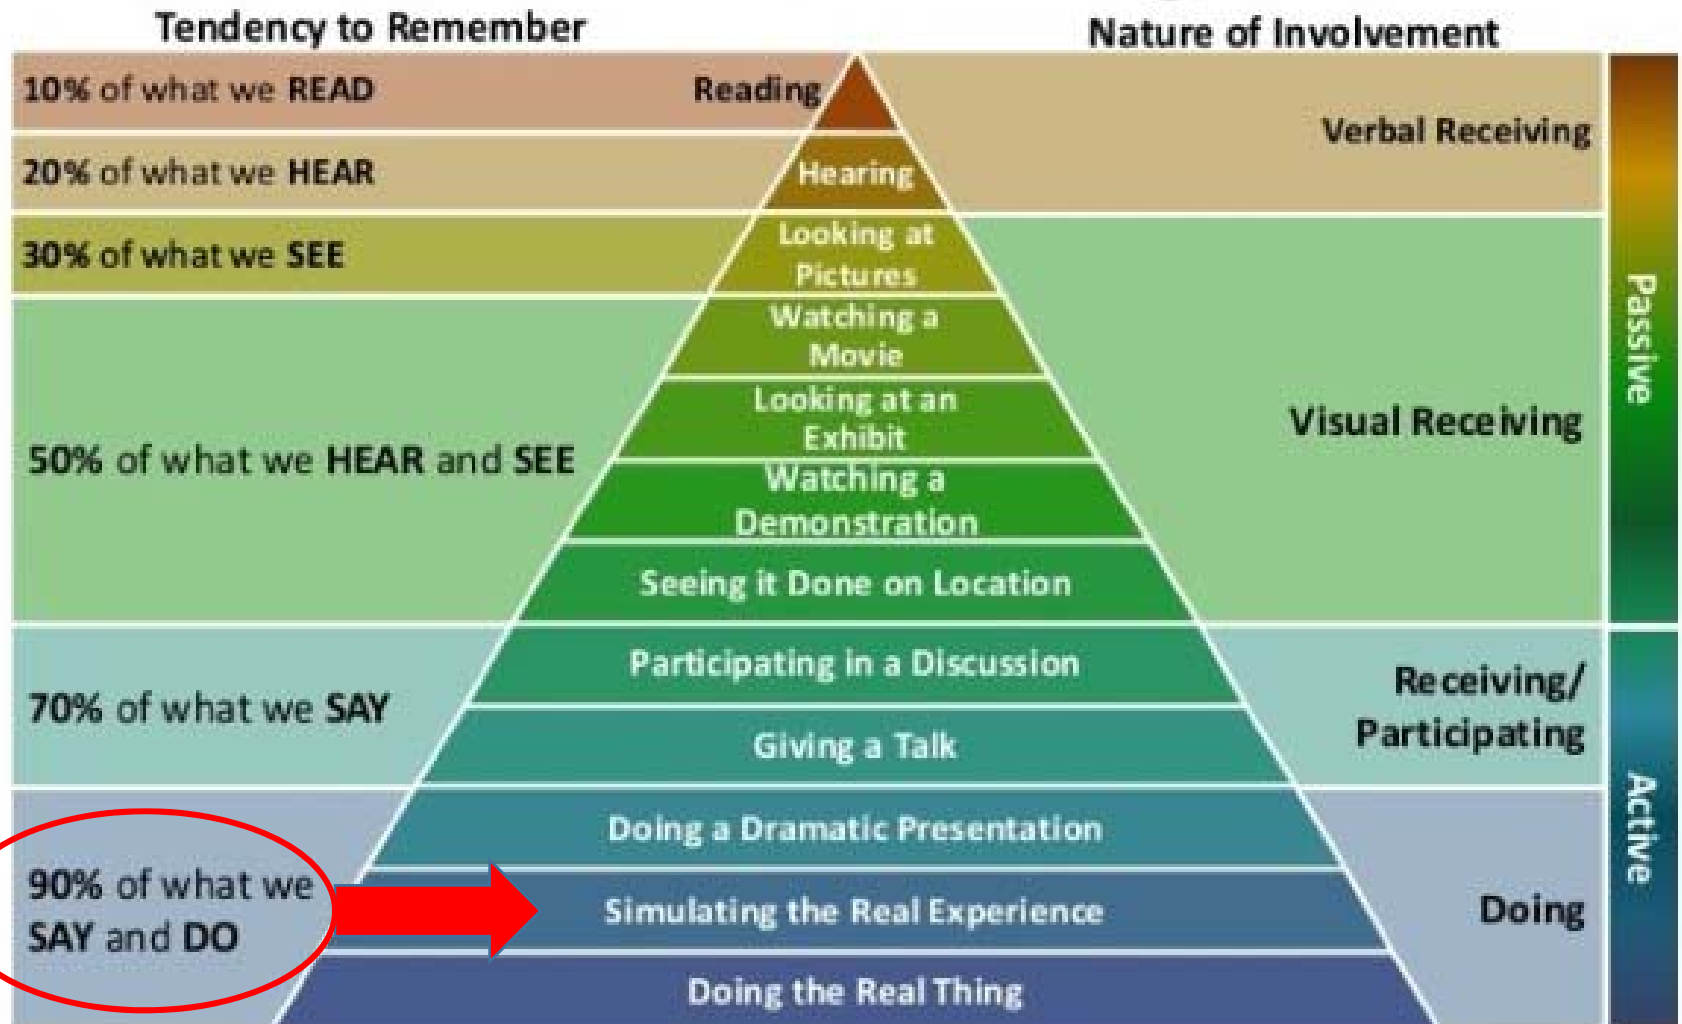 Tendency to Remember
Nature of Involvement
10% of what we READ
Reading
Verbal Receiving
20% of what we HEAR
Hearing
30% of what we SEE
Looking at
Pictures
Watching a
Movie
Looking at an
Exhibit
50% of what we HEAR and SEE
Visual Receiving
Watching a
Demonstration
Seeing it Done on Location
Passive
Participating in a Discussion
70% of what we SAY
Receiving/
Participating
Giving a Talk
Doing a Dramatic Presentation
90% of what we
SAY and DO
Simulating the Real Experience
Doing
Doing the Real Thing
Active